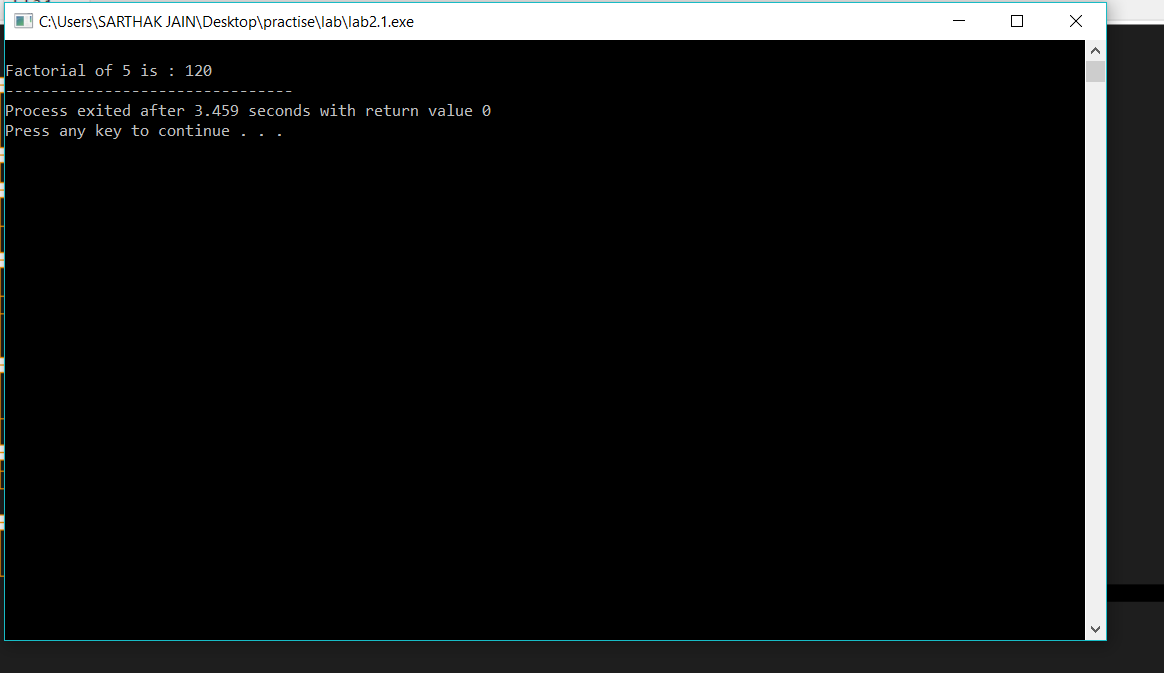 C:\Users\SARTHAK JAIN\Desktop\practise\lab\lab2.1.exe
Factorial of 5 is : 120
--------------------------------
Process exited after 3.459 seconds with return value 0
Press any key to continue . . .